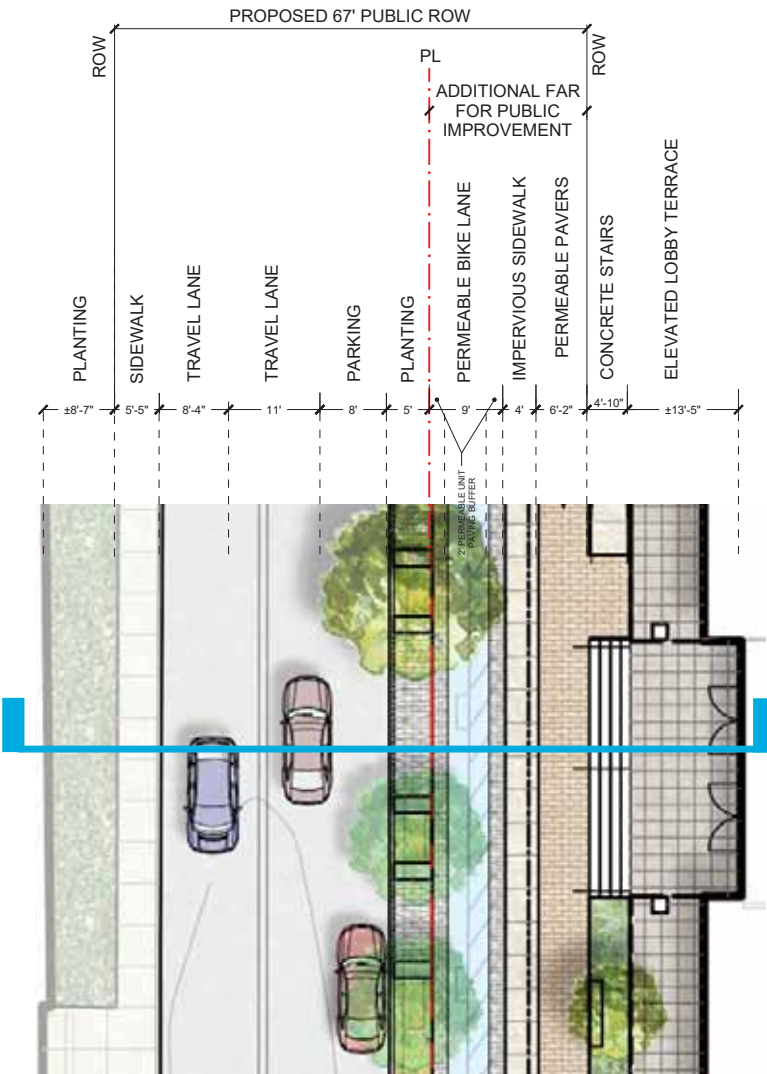 PROPOSED 67' PUBLIC ROW
ROW
PL
ROW
ADDITIONAL FAR
FOR PUBLIC
IMPROVEMENT
PLANTING
SIDEWALK
TRAVEL LANE
TRAVEL LANE
PARKING
PLANTING
PERMEABLE BIKE LANE
IMPERVIOUS SIDEWALK
PERMEABLE PAVERS
CONCRETE STAIRS
ELEVATED LOBBY TERRACE
±8'-7"
5'-5"
8'-4"
11'
8'
5'
9'
4'
6'-2"
4'-10"
±13'-5"
2' PERMEABLE UNIT
PAVING BUFFER